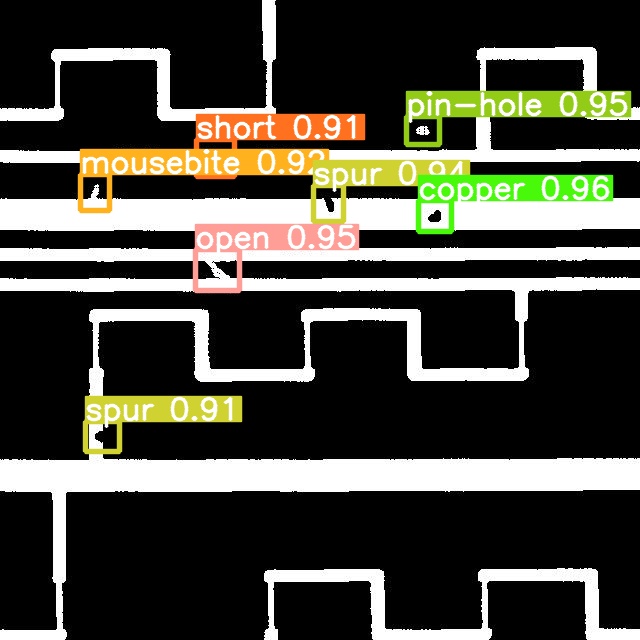 pin-hole 0.95
short 0.91
mousebite 0.92
spur 0.94
copper 0.96
open 0.95
spur 0.91